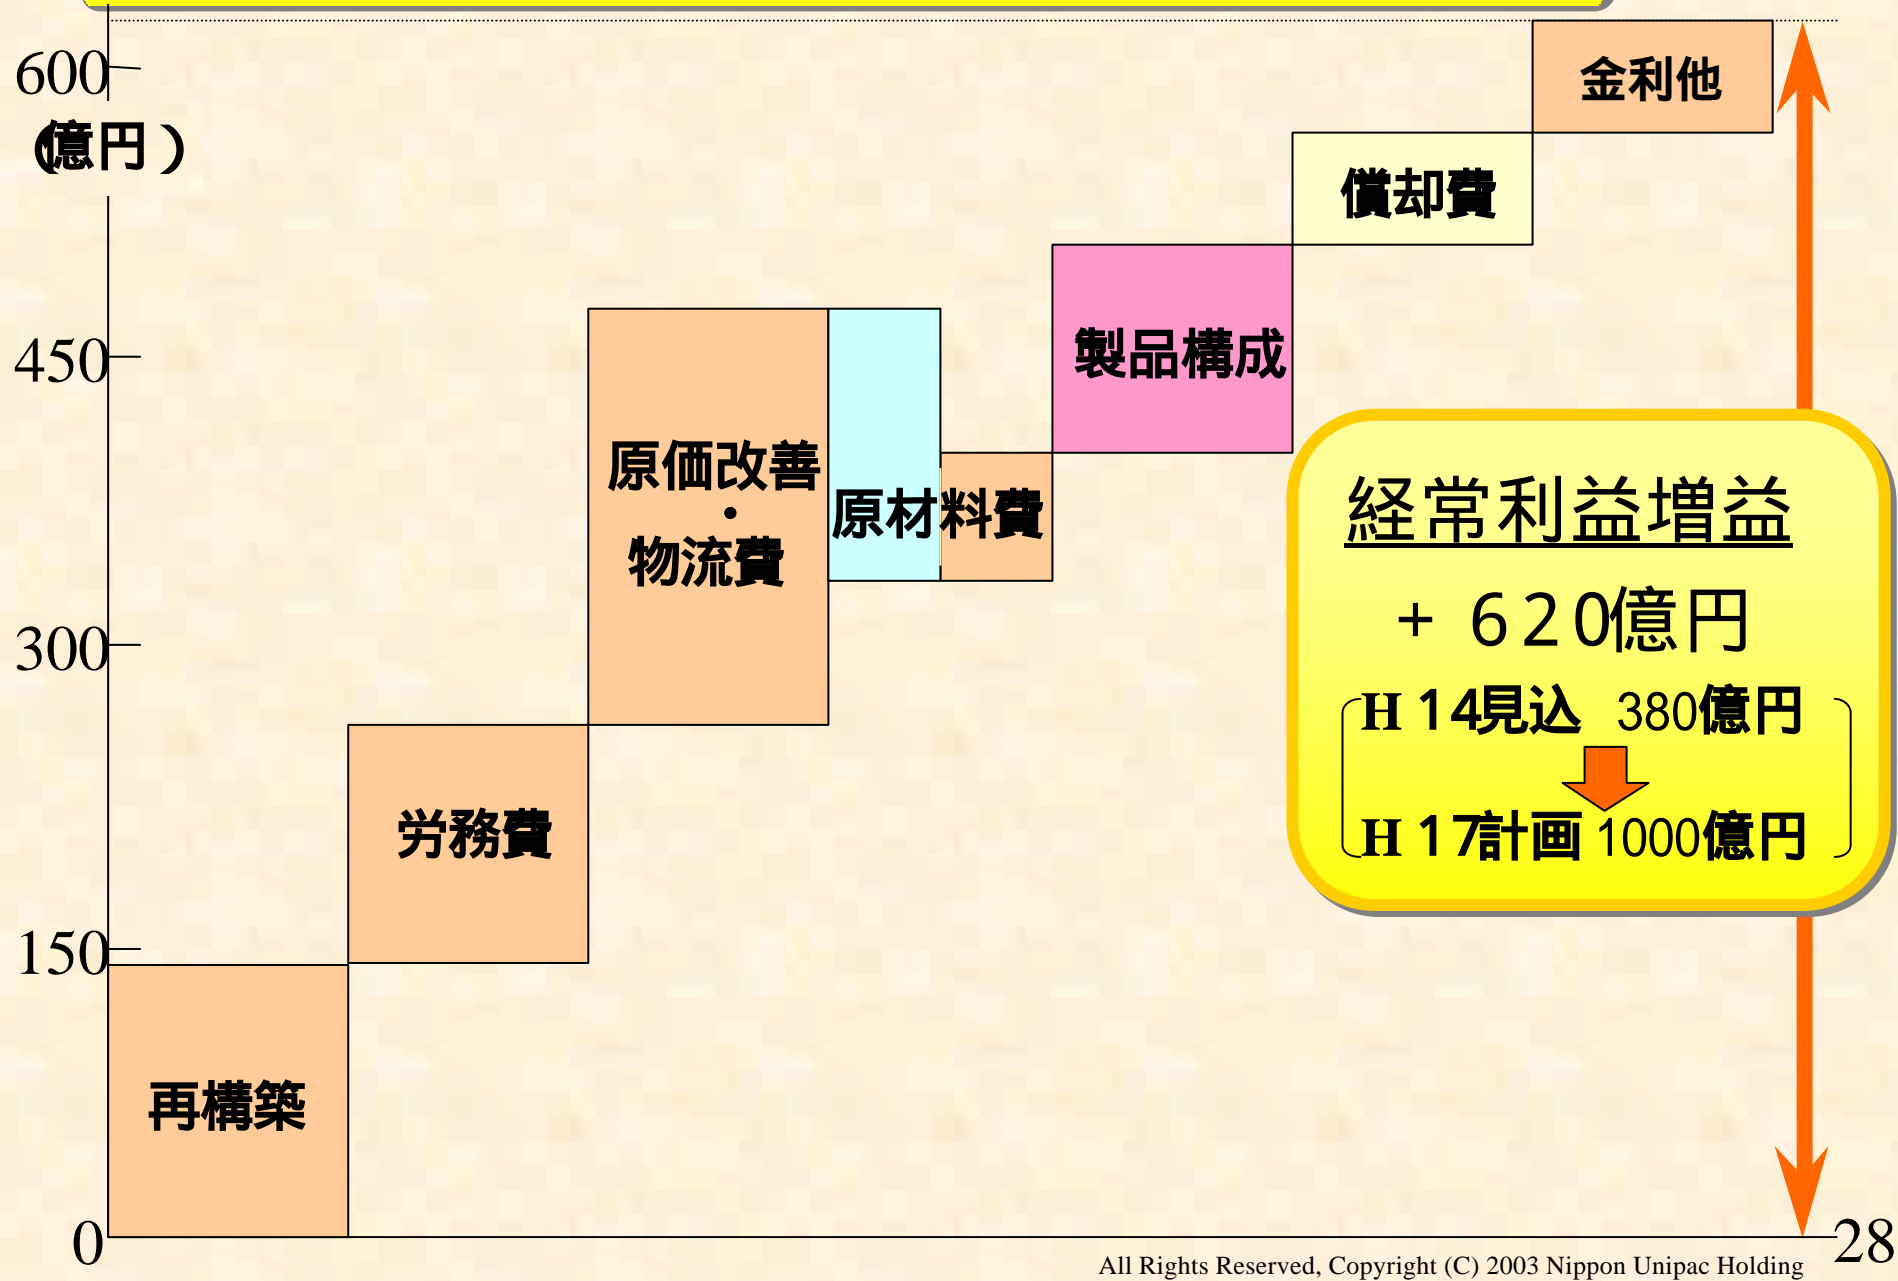 600
(億円)
450
300
150
0
再構築
労務費
原価改善
・
物流費
原材料費
製品構成
償却費
金利他
経常利益増益
+ 620億円
H 14見込 380億円
H 17計画 1000億円
All Rights Reserved, Copyright (C) 2003 Nippon Unipac Holding
28